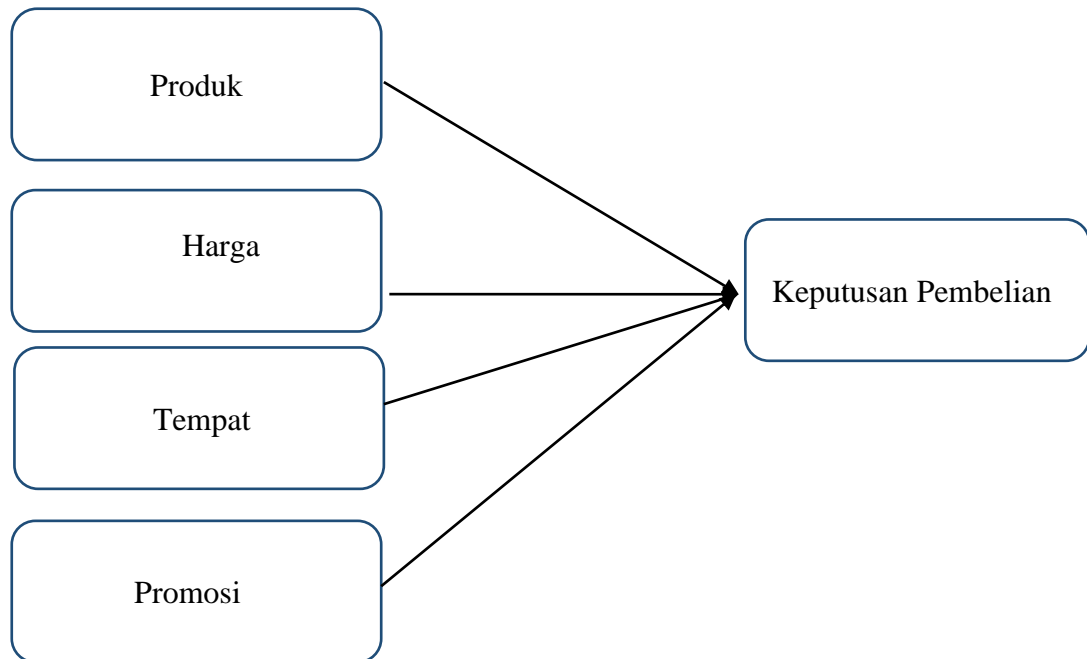 Produk
Harga
Keputusan Pembelian
Tempat
Promosi